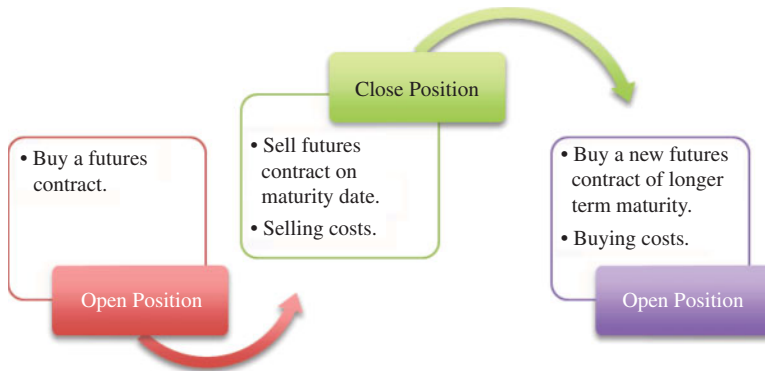 • Buy a futures
contract.
Open Position
Close Position
• Sell futures
contract on
maturity date.
• Selling costs.
• Buy a new futures
contract of longer
term maturity.
• Buying costs.
Open Position